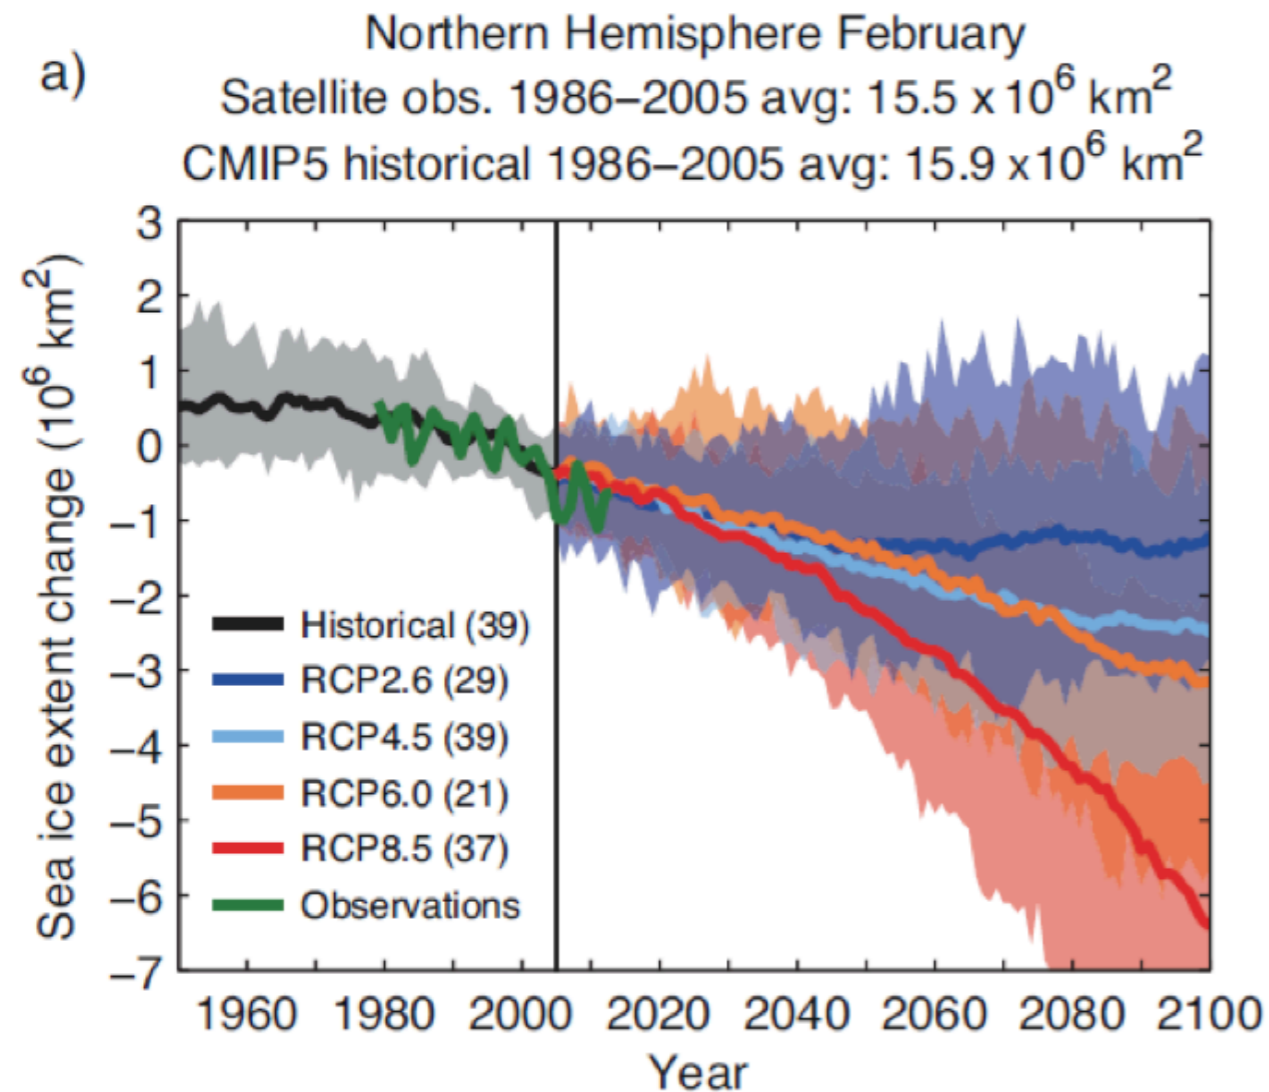 a)
Northern Hemisphere February
Satellite obs. 1986–2005 avg: 15.5 x 10⁶ km²
CMIP5 historical 1986–2005 avg: 15.9 x10⁶ km²
Sea ice extent change (10⁶ km²)
3
2
1
0
−1
−2
−3
−4
−5
−6
−7
Historical (39)
RCP2.6 (29)
RCP4.5 (39)
RCP6.0 (21)
RCP8.5 (37)
Observations
1960 1980 2000 2020 2040 2060 2080 2100
Year